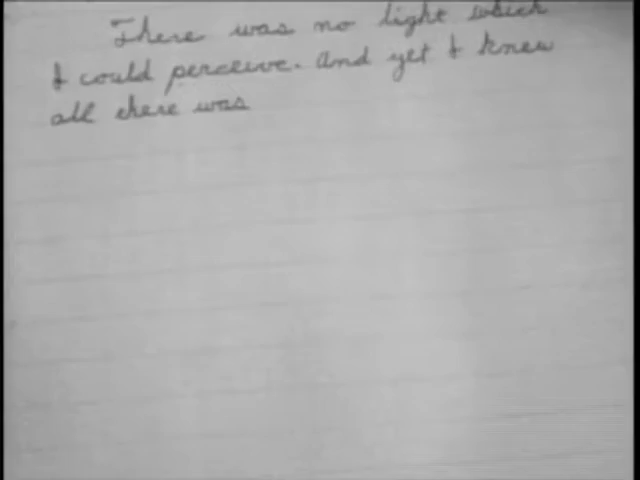 There was no light which
I could perceive. And yet I knew
all there was